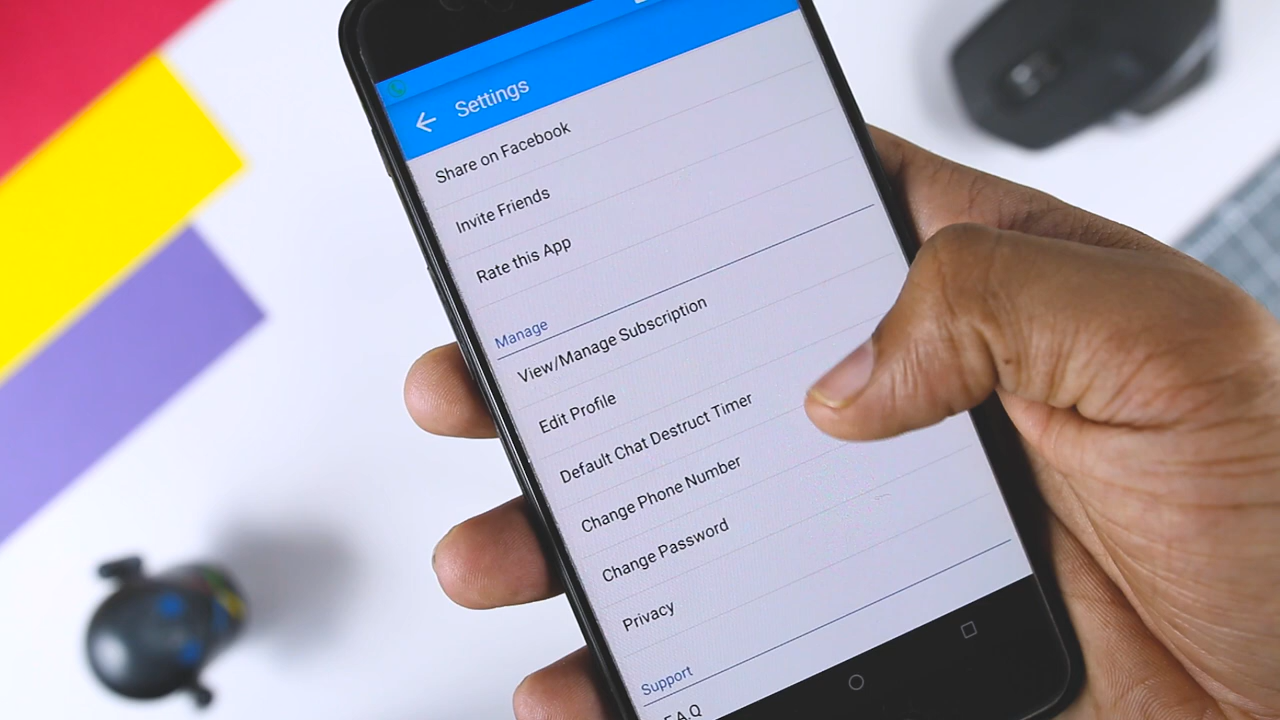 Settings
Share on Facebook
Invite Friends
Rate this App
Manage
View/Manage Subscription
Edit Profile
Default Chat Destruct Timer
Change Phone Number
Change Password
Privacy
Support
F.A.Q